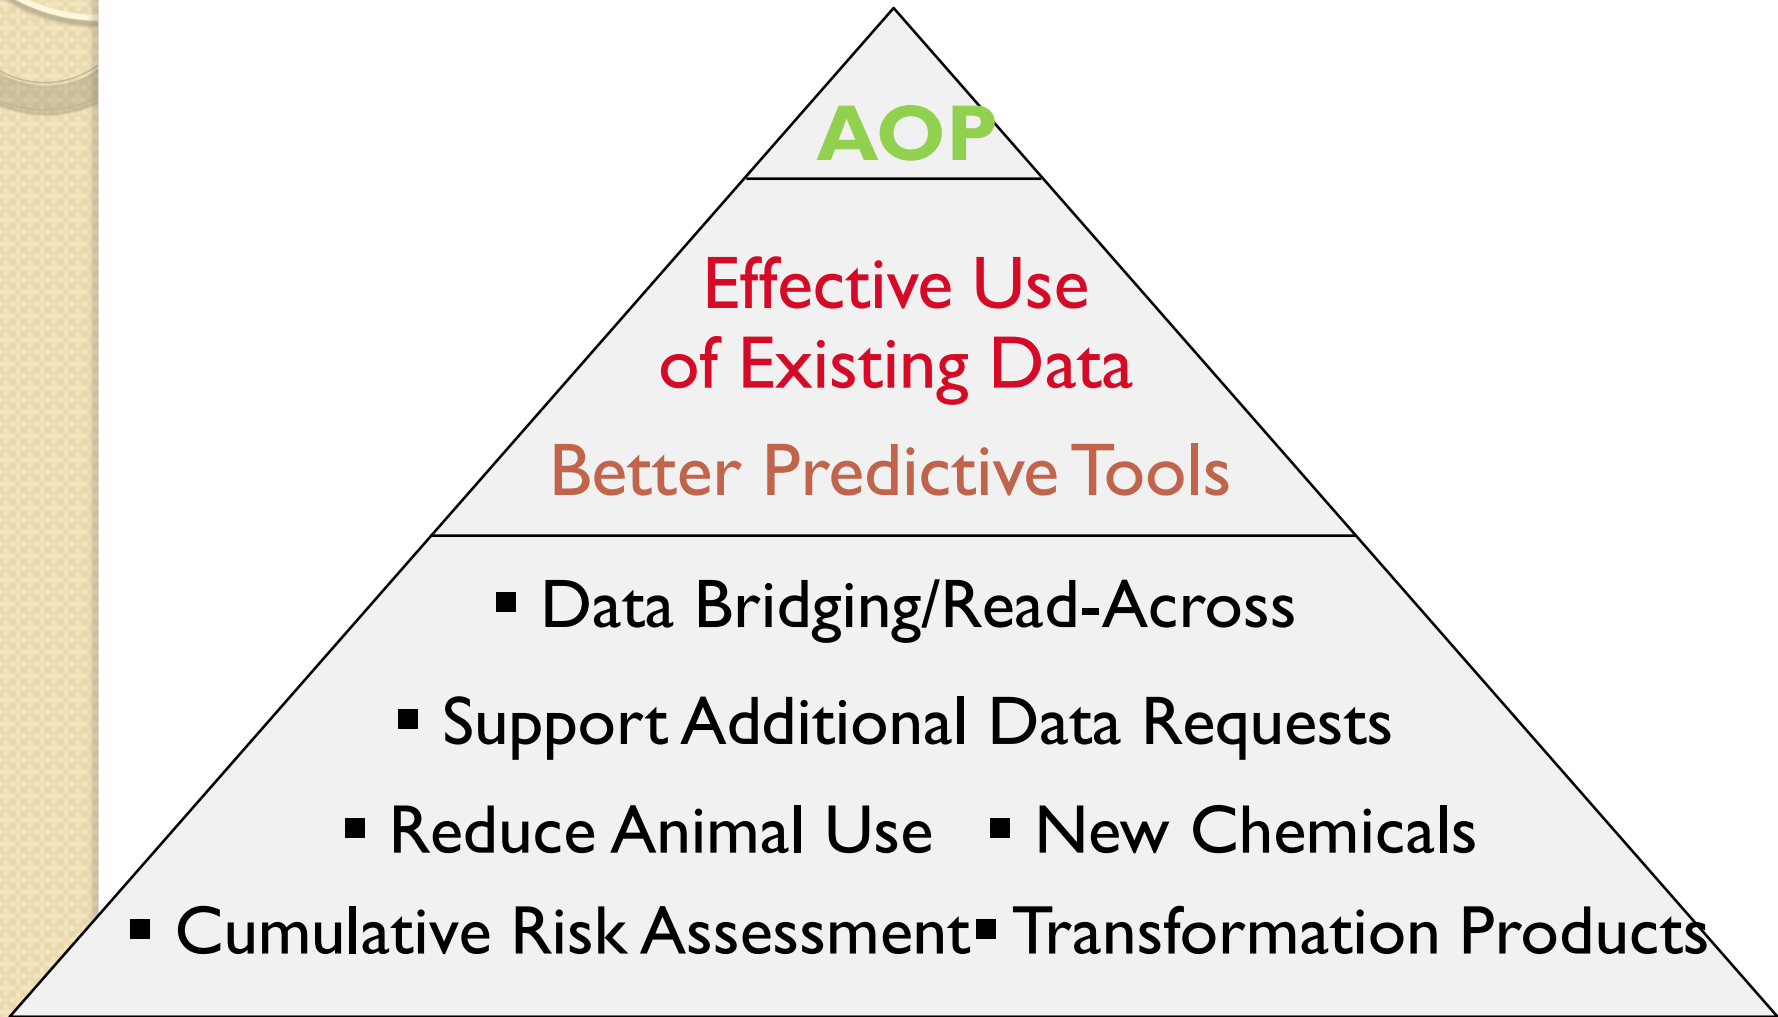 AOP
Effective Use
of Existing Data
Better Predictive Tools
▪ Data Bridging/Read-Across
▪ Support Additional Data Requests
▪ Reduce Animal Use ▪ New Chemicals
▪ Cumulative Risk Assessment ▪ Transformation Products